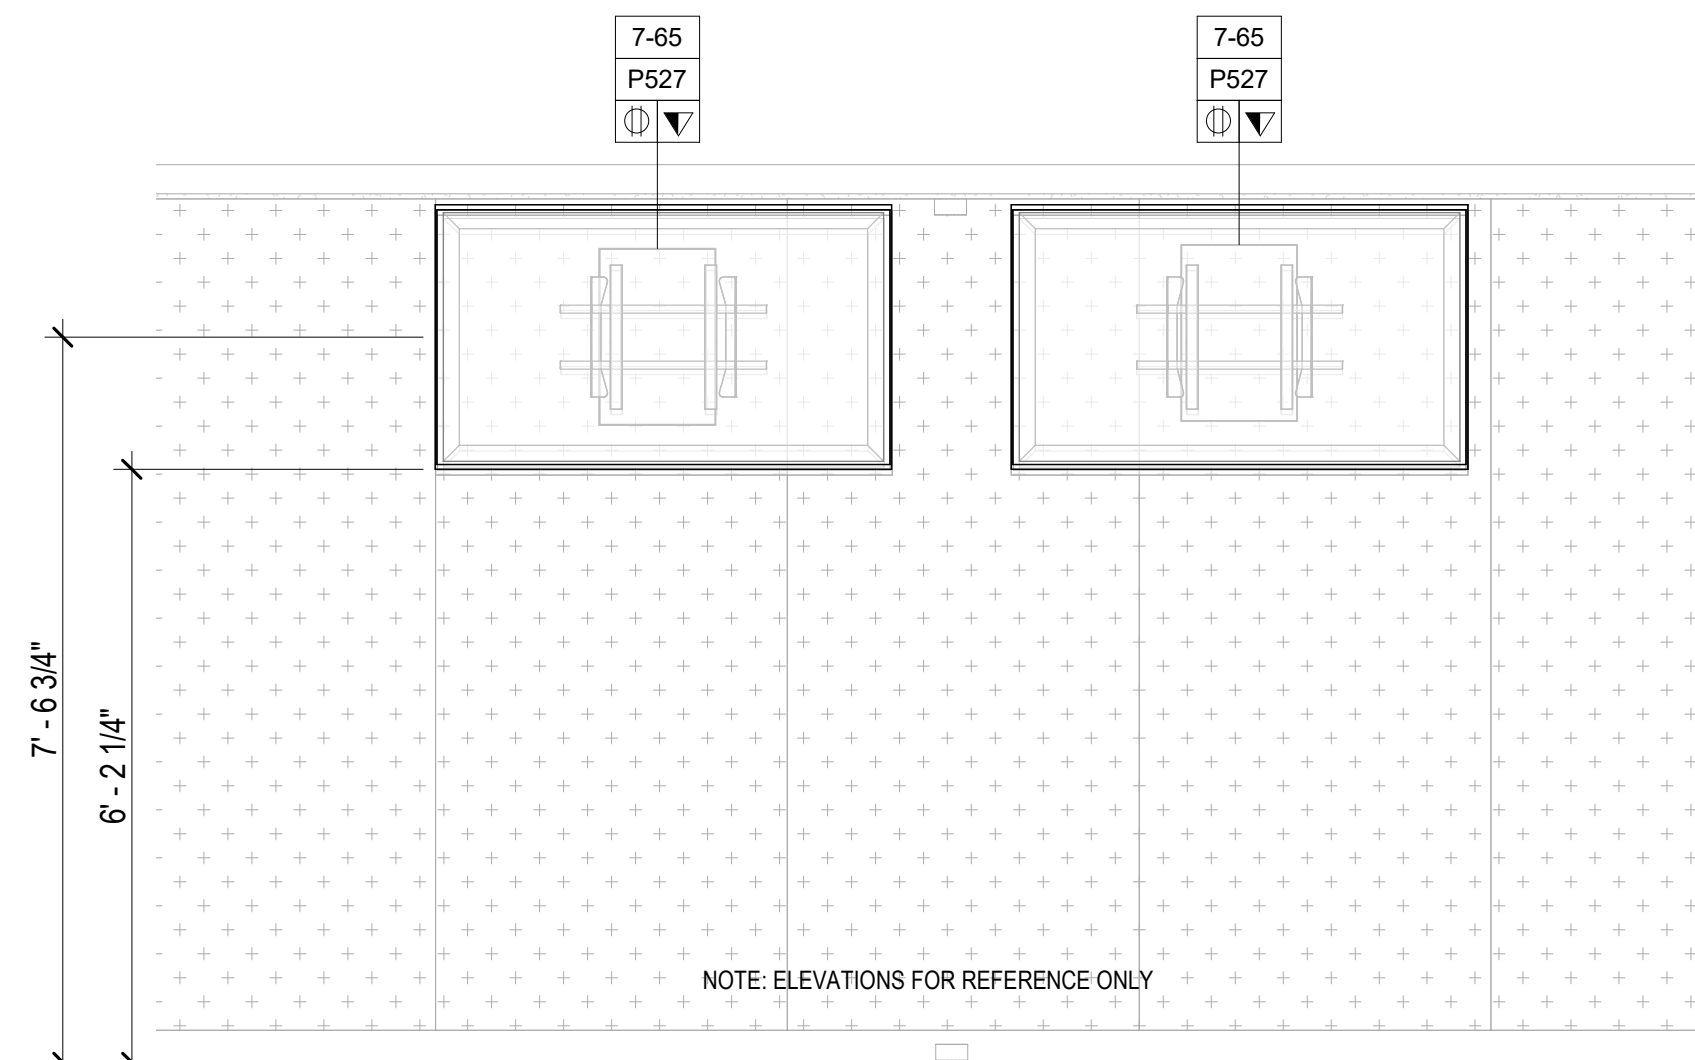 7-65
P527
7-65
P527
7' - 6 3/4"
6' - 2 1/4"
NOTE: ELEVATIONS FOR REFERENCE ONLY